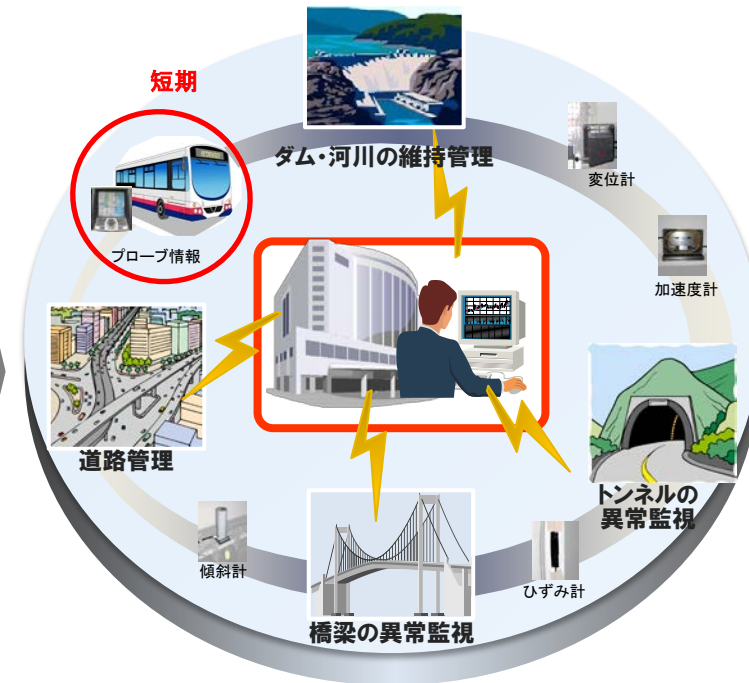 短期
ダム・河川の維持管理
変位計
プローブ情報
加速度計
道路管理
トンネルの
異常監視
傾斜計
ひずみ計
橋梁の異常監視